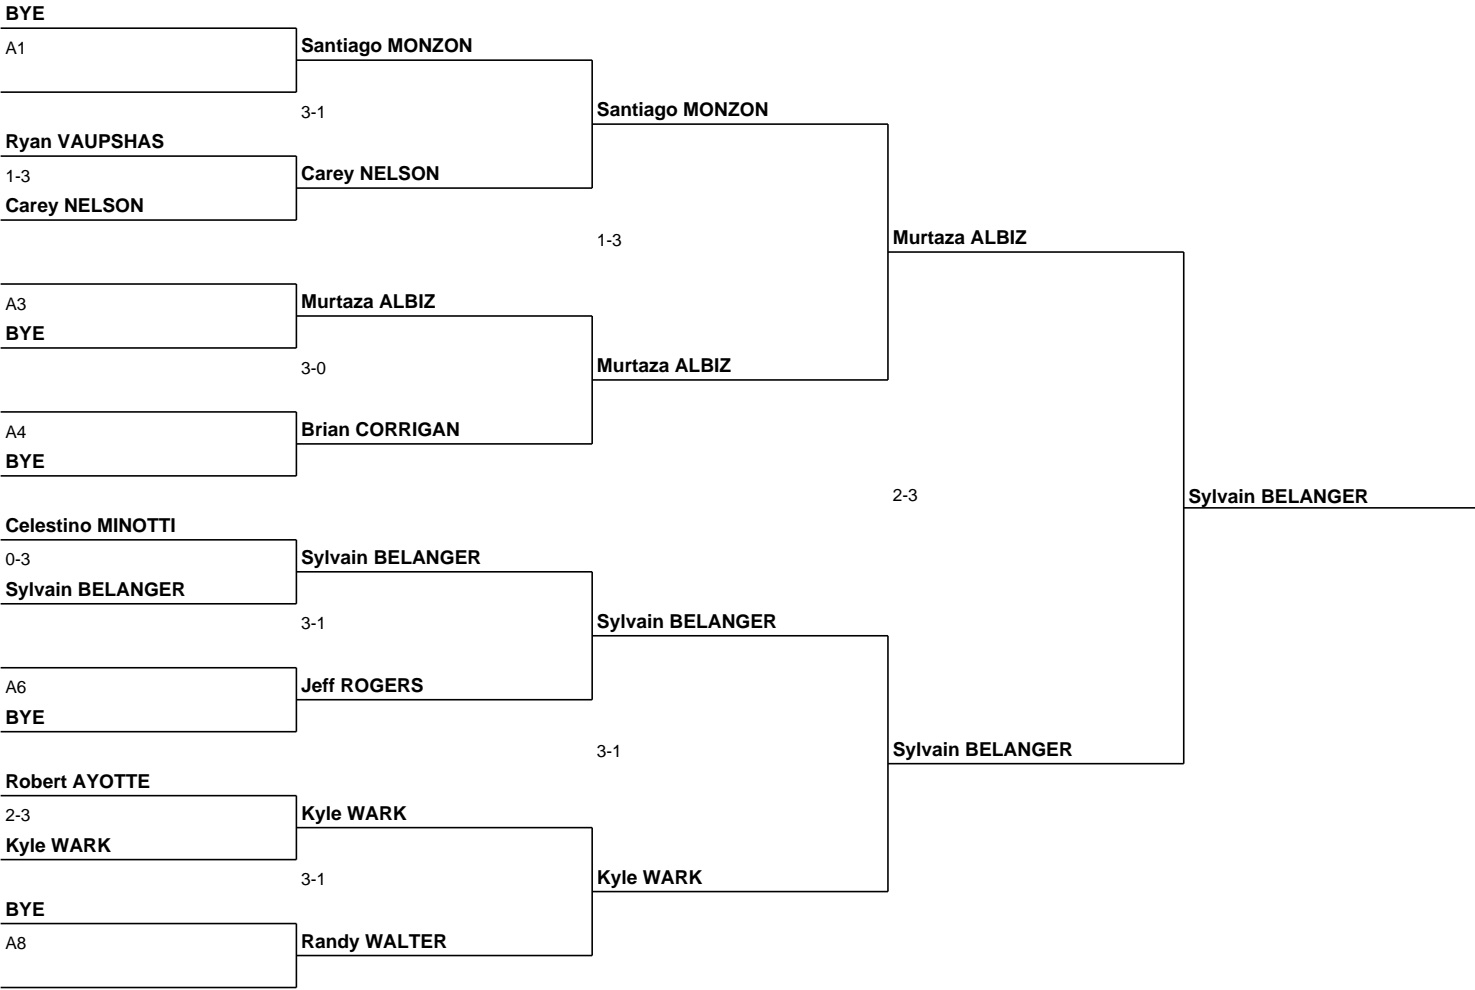 BYE
A1
Santiago MONZON
3-1
Santiago MONZON
Ryan VAUPSHAS
1-3
Carey NELSON
Carey NELSON
1-3
Murtaza ALBIZ
A3
Murtaza ALBIZ
BYE
3-0
Murtaza ALBIZ
A4
Brian CORRIGAN
BYE
2-3
Sylvain BELANGER
Celestino MINOTTI
0-3
Sylvain BELANGER
Sylvain BELANGER
3-1
Sylvain BELANGER
A6
Jeff ROGERS
BYE
3-1
Sylvain BELANGER
Robert AYOTTE
2-3
Kyle WARK
Kyle WARK
3-1
Kyle WARK
BYE
A8
Randy WALTER